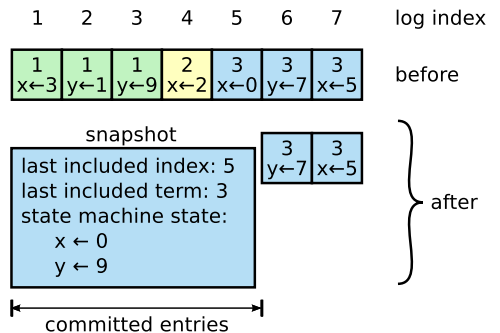 1 2 3 4 5 6 7 log index
1 1 1 2 3 3 3
x←3 y←1 y←9 x←2 x←0 y←7 x←5
before
snapshot
last included index: 5
last included term: 3
state machine state:
x ← 0
y ← 9
3 3
y←7 x←5
after
committed entries